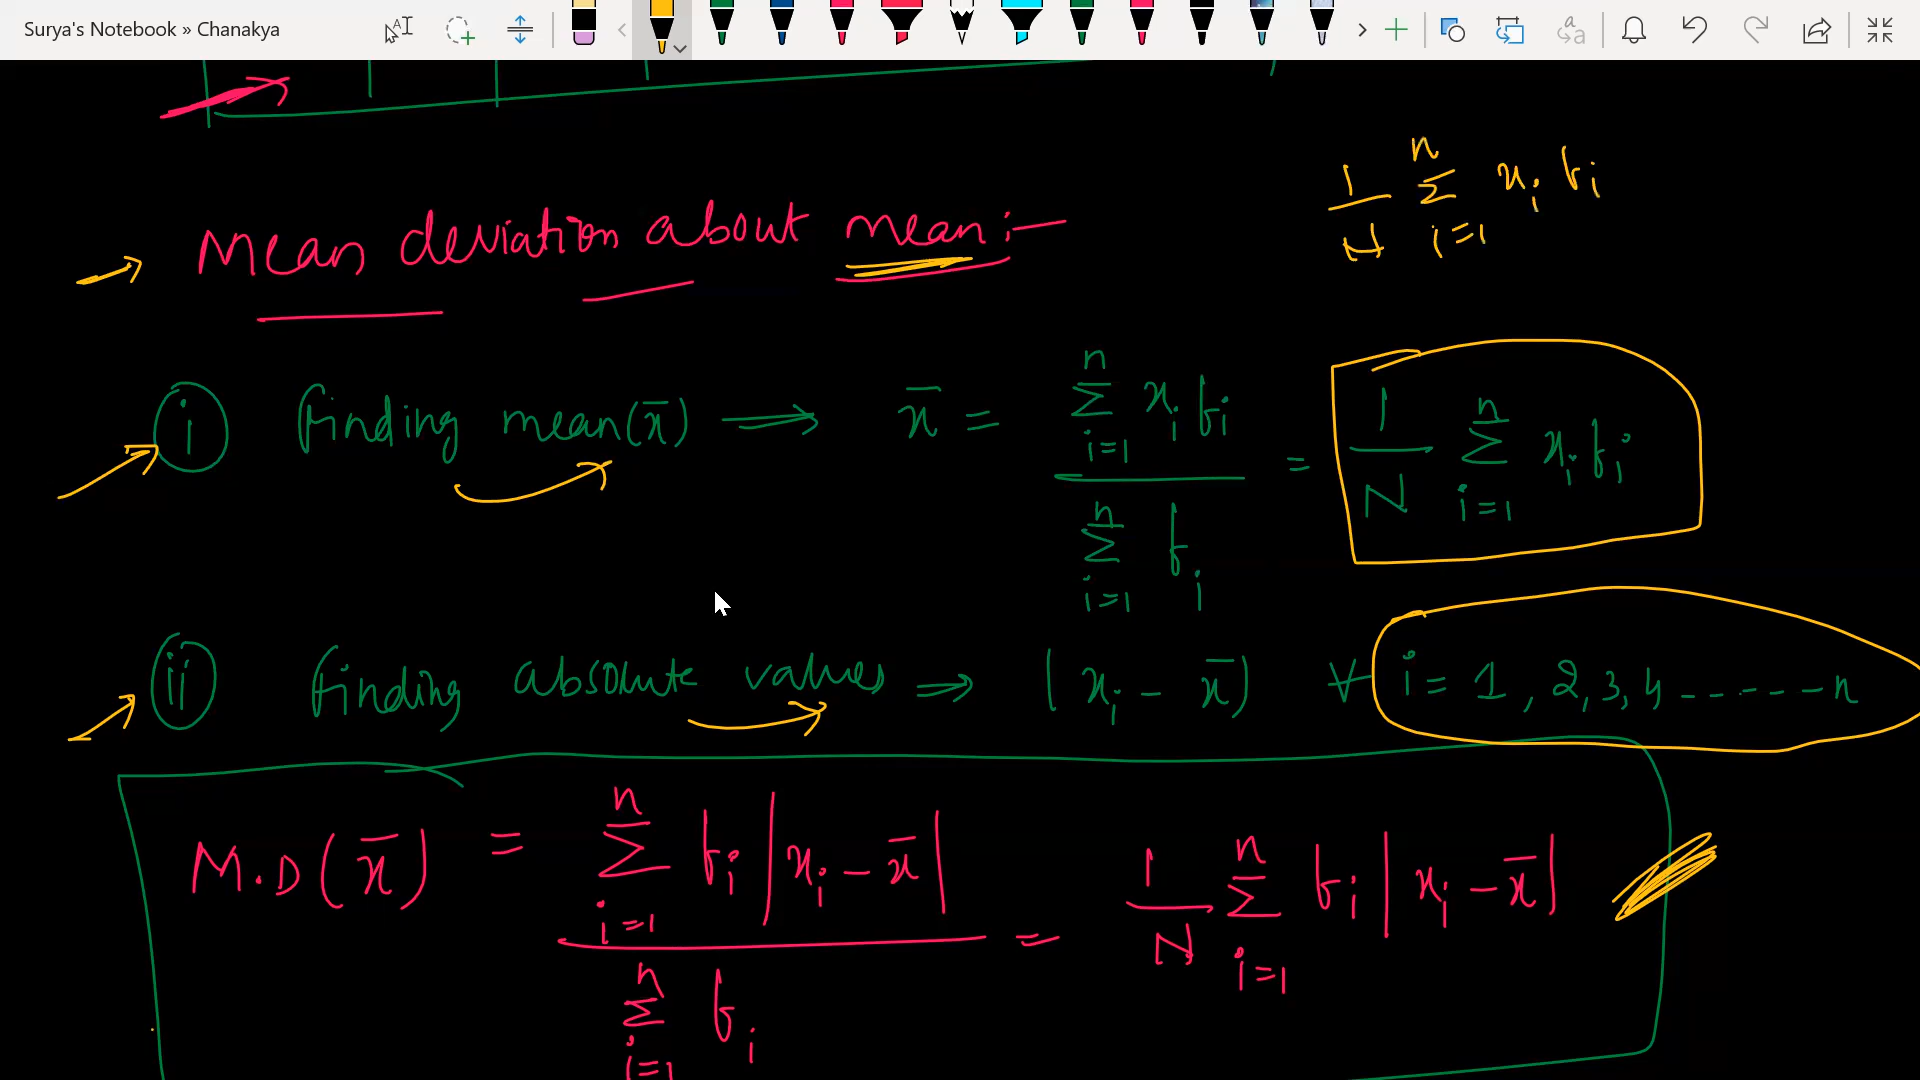 Surya's Notebook » Chanakya
1/N Σ_{i=1}^{n} x_i f_i
Mean deviation about mean :-
(i) finding mean(x̄) ⟹ x̄ = Σ_{i=1}^{n} x_i f_i / Σ_{i=1}^{n} f_i = 1/N Σ_{i=1}^{n} x_i f_i
(ii) finding absolute values ⟹ |x_i - x̄| ∀ i = 1, 2, 3, 4 ------ n
M.D(x̄) = Σ_{i=1}^{n} f_i |x_i - x̄| / Σ_{i=1}^{n} f_i = 1/N Σ_{i=1}^{n} f_i |x_i - x̄|